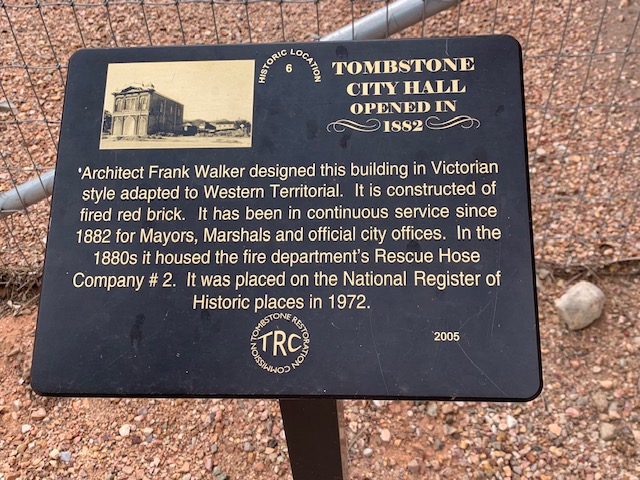 HISTORIC LOCATION
6
TOMBSTONE
CITY HALL
OPENED IN
1882
'Architect Frank Walker designed this building in Victorian
style adapted to Western Territorial. It is constructed of
fired red brick. It has been in continuous service since
1882 for Mayors, Marshals and official city offices. In the
1880s it housed the fire department's Rescue Hose
Company # 2. It was placed on the National Register of
Historic places in 1972.
TOMBSTONE RESTORATION COMMISSION
TRC
2005